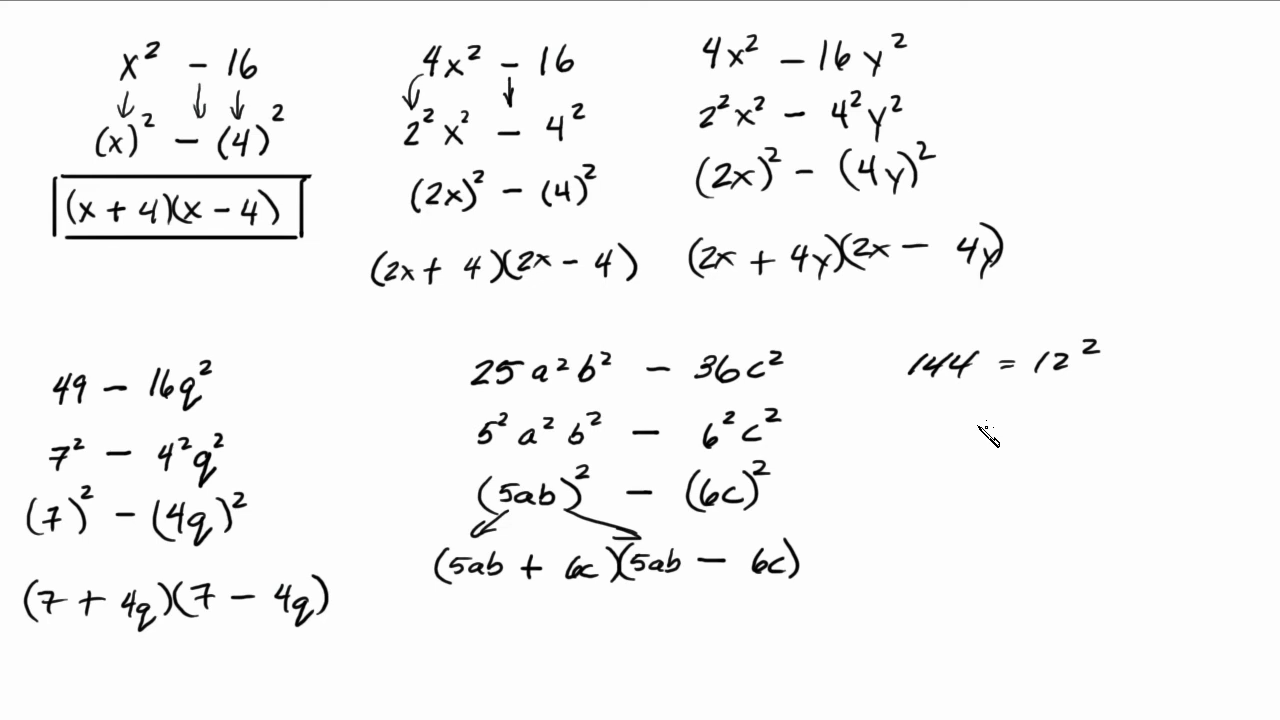 x² - 16
(x)² - (4)²
(x + 4)(x - 4)
4x² - 16
2²x² - 4²
(2x)² - (4)²
(2x + 4)(2x - 4)
4x² - 16y²
2²x² - 4²y²
(2x)² - (4y)²
(2x + 4y)(2x - 4y)
49 - 16q²
7² - 4²q²
(7)² - (4q)²
(7 + 4q)(7 - 4q)
25a²b² - 36c²
5²a²b² - 6²c²
(5ab)² - (6c)²
(5ab + 6c)(5ab - 6c)
144 = 12²